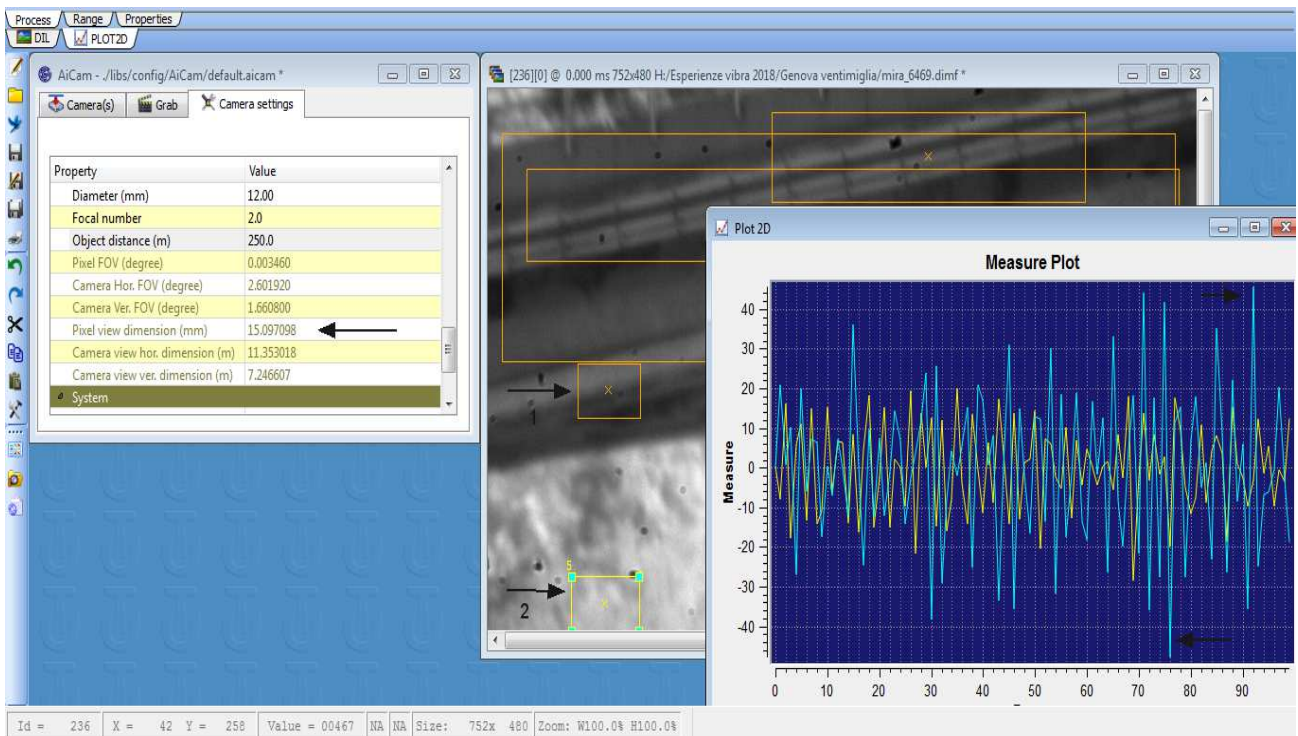 Process Range Properties
DIL PLOT2D
AiCam - ./libs/config/AiCam/default.aicam *
Camera(s) Grab Camera settings
Property Value
Diameter (mm) 12.00
Focal number 2.0
Object distance (m) 250.0
Pixel FOV (degree) 0.003460
Camera Hor. FOV (degree) 2.601920
Camera Ver. FOV (degree) 1.660800
Pixel view dimension (mm) 15.097098
Camera view hor. dimension (m) 11.353018
Camera view ver. dimension (m) 7.246607
System
[236][0] @ 0.000 ms 752x480 H:/Esperienze vibra 2018/Genova ventimiglia/mira_6469.dimf *
1
5
2
Plot 2D
Measure Plot
Measure
40
30
20
10
0
-10
-20
-30
-40
0 10 20 30 40 50 60 70 80 90
Id = 236 X = 42 Y = 258 Value = 00467 NA NA Size: 752x 480 Zoom: W100.0% H100.0%